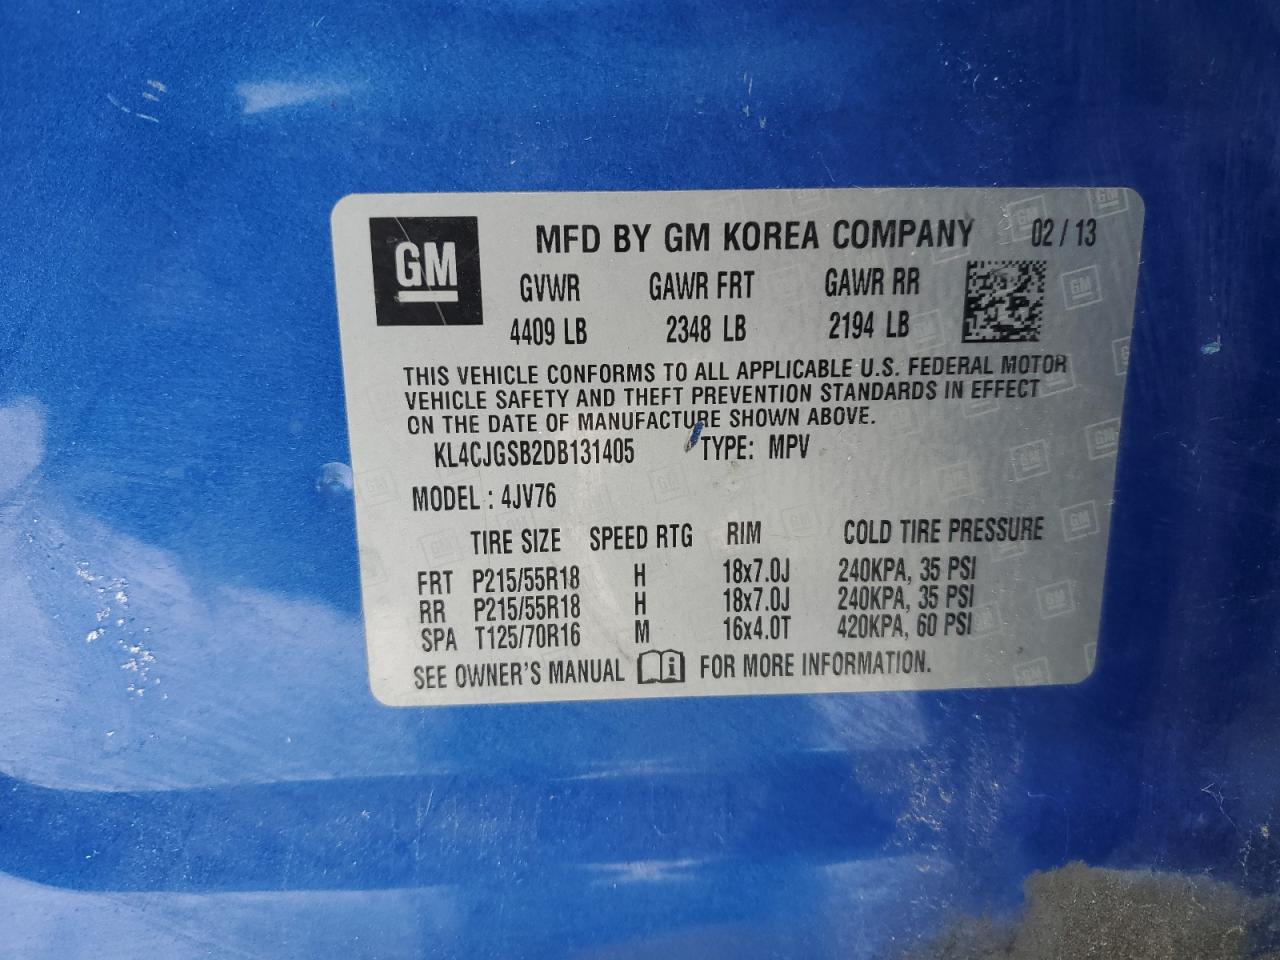 GM
MFD BY GM KOREA COMPANY 02 / 13
GVWR GAWR FRT GAWR RR
4409 LB 2348 LB 2194 LB
THIS VEHICLE CONFORMS TO ALL APPLICABLE U.S. FEDERAL MOTOR
VEHICLE SAFETY AND THEFT PREVENTION STANDARDS IN EFFECT
ON THE DATE OF MANUFACTURE SHOWN ABOVE.
KL4CJGSB2DB131405 TYPE: MPV
MODEL : 4JV76
TIRE SIZE SPEED RTG RIM COLD TIRE PRESSURE
FRT P215/55R18 H 18x7.0J 240KPA, 35 PSI
RR P215/55R18 H 18x7.0J 240KPA, 35 PSI
SPA T125/70R16 M 16x4.0T 420KPA, 60 PSI
SEE OWNER'S MANUAL FOR MORE INFORMATION.